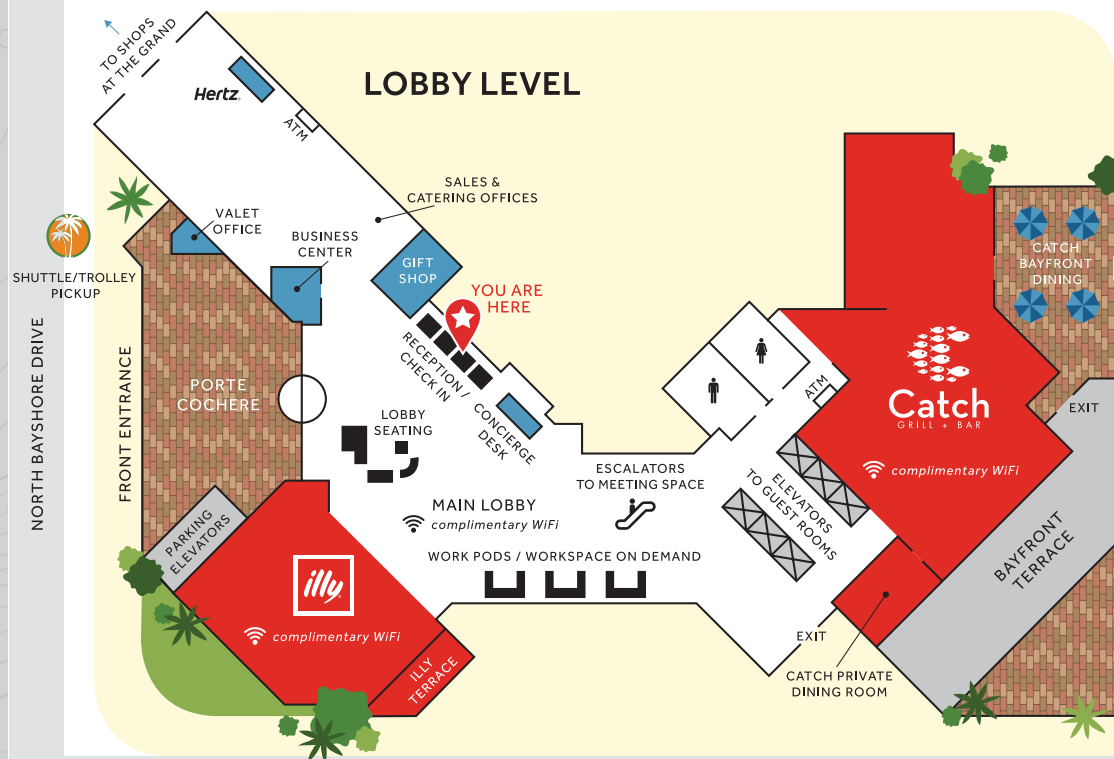 TO SHOPS
AT THE GRAND
Hertz
ATM
LOBBY LEVEL
SALES &
CATERING OFFICES
VALET
OFFICE
BUSINESS
CENTER
GIFT
SHOP
YOU ARE
HERE
SHUTTLE/TROLLEY
PICKUP
NORTH BAYSHORE DRIVE
FRONT ENTRANCE
PORTE
COCHERE
RECEPTION /
CHECK IN
CONCIERGE
DESK
LOBBY
SEATING
MAIN LOBBY
complimentary WiFi
ESCALATORS
TO MEETING SPACE
WORK PODS / WORKSPACE ON DEMAND
ELEVATORS
TO GUEST ROOMS
ATM
CATCH
BAYFRONT
DINING
Catch
GRILL + BAR
complimentary WiFi
EXIT
BAYFRONT
TERRACE
PARKING
ELEVATORS
illy
complimentary WiFi
ILLY
TERRACE
EXIT
CATCH PRIVATE
DINING ROOM